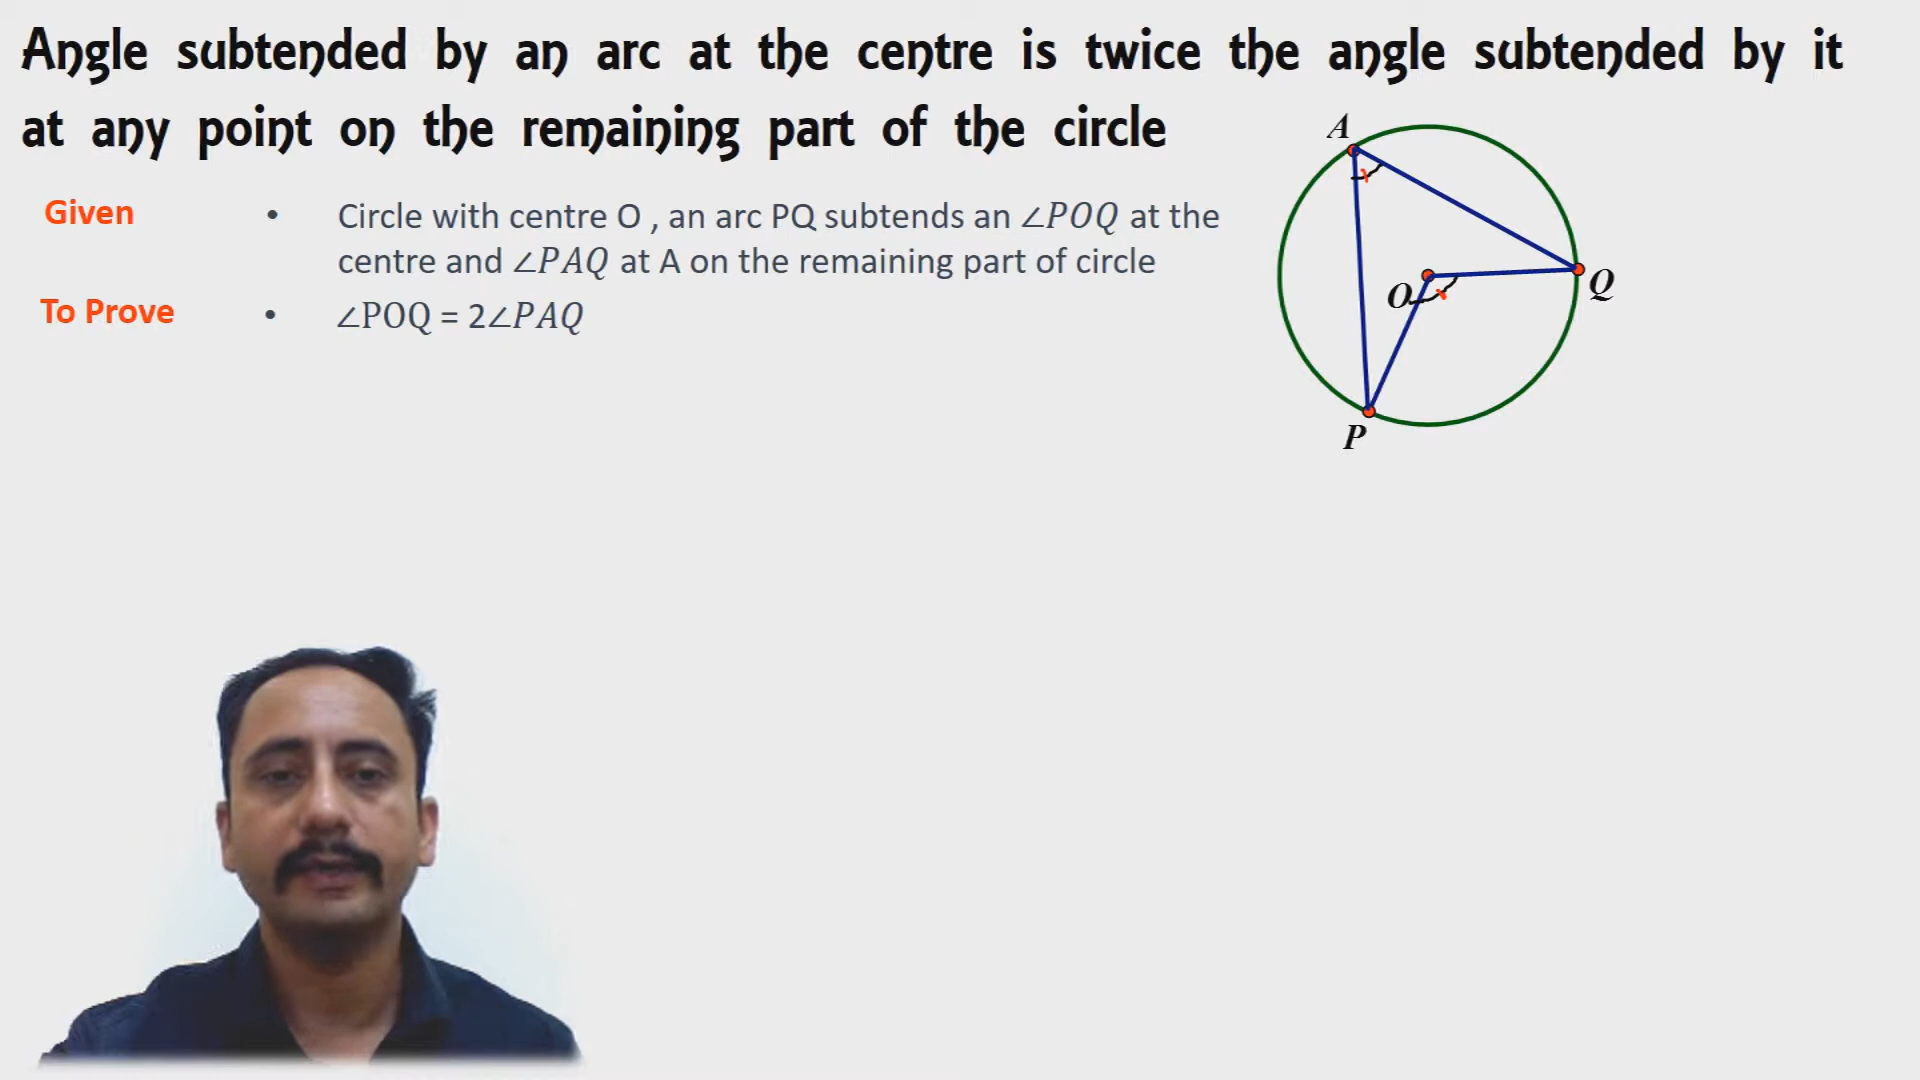 Angle subtended by an arc at the centre is twice the angle subtended by it
at any point on the remaining part of the circle
Given • Circle with centre O , an arc PQ subtends an ∠POQ at the
centre and ∠PAQ at A on the remaining part of circle
To Prove • ∠POQ = 2∠PAQ
A
O
Q
P